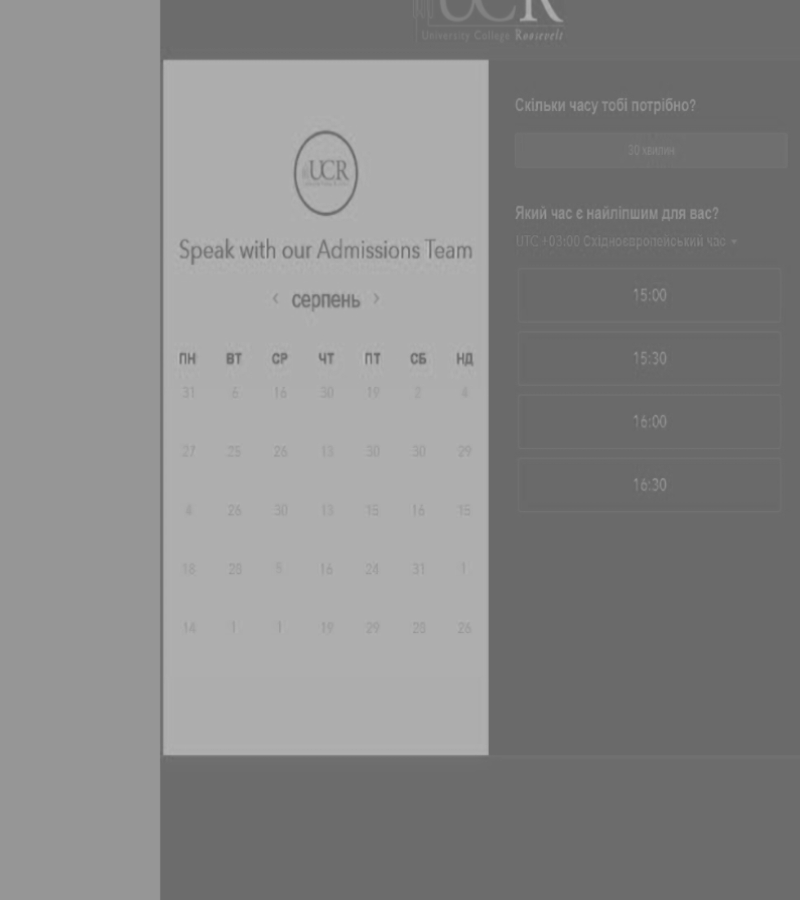 UCR
University College Roosevelt
UCR
Speak with our Admissions Team
‹ серпень ›
ПН ВТ СР ЧТ ПТ СБ НД
31 6 16 30 19 2 4
27 25 26 13 30 30 29
4 26 30 13 15 16 15
18 28 5 16 24 31 1
14 1 1 19 29 28 26
Скільки часу тобі потрібно?
30 хвилин
Який час є найліпшим для вас?
UTC +03:00 Східноєвропейський час
15:00
15:30
16:00
16:30